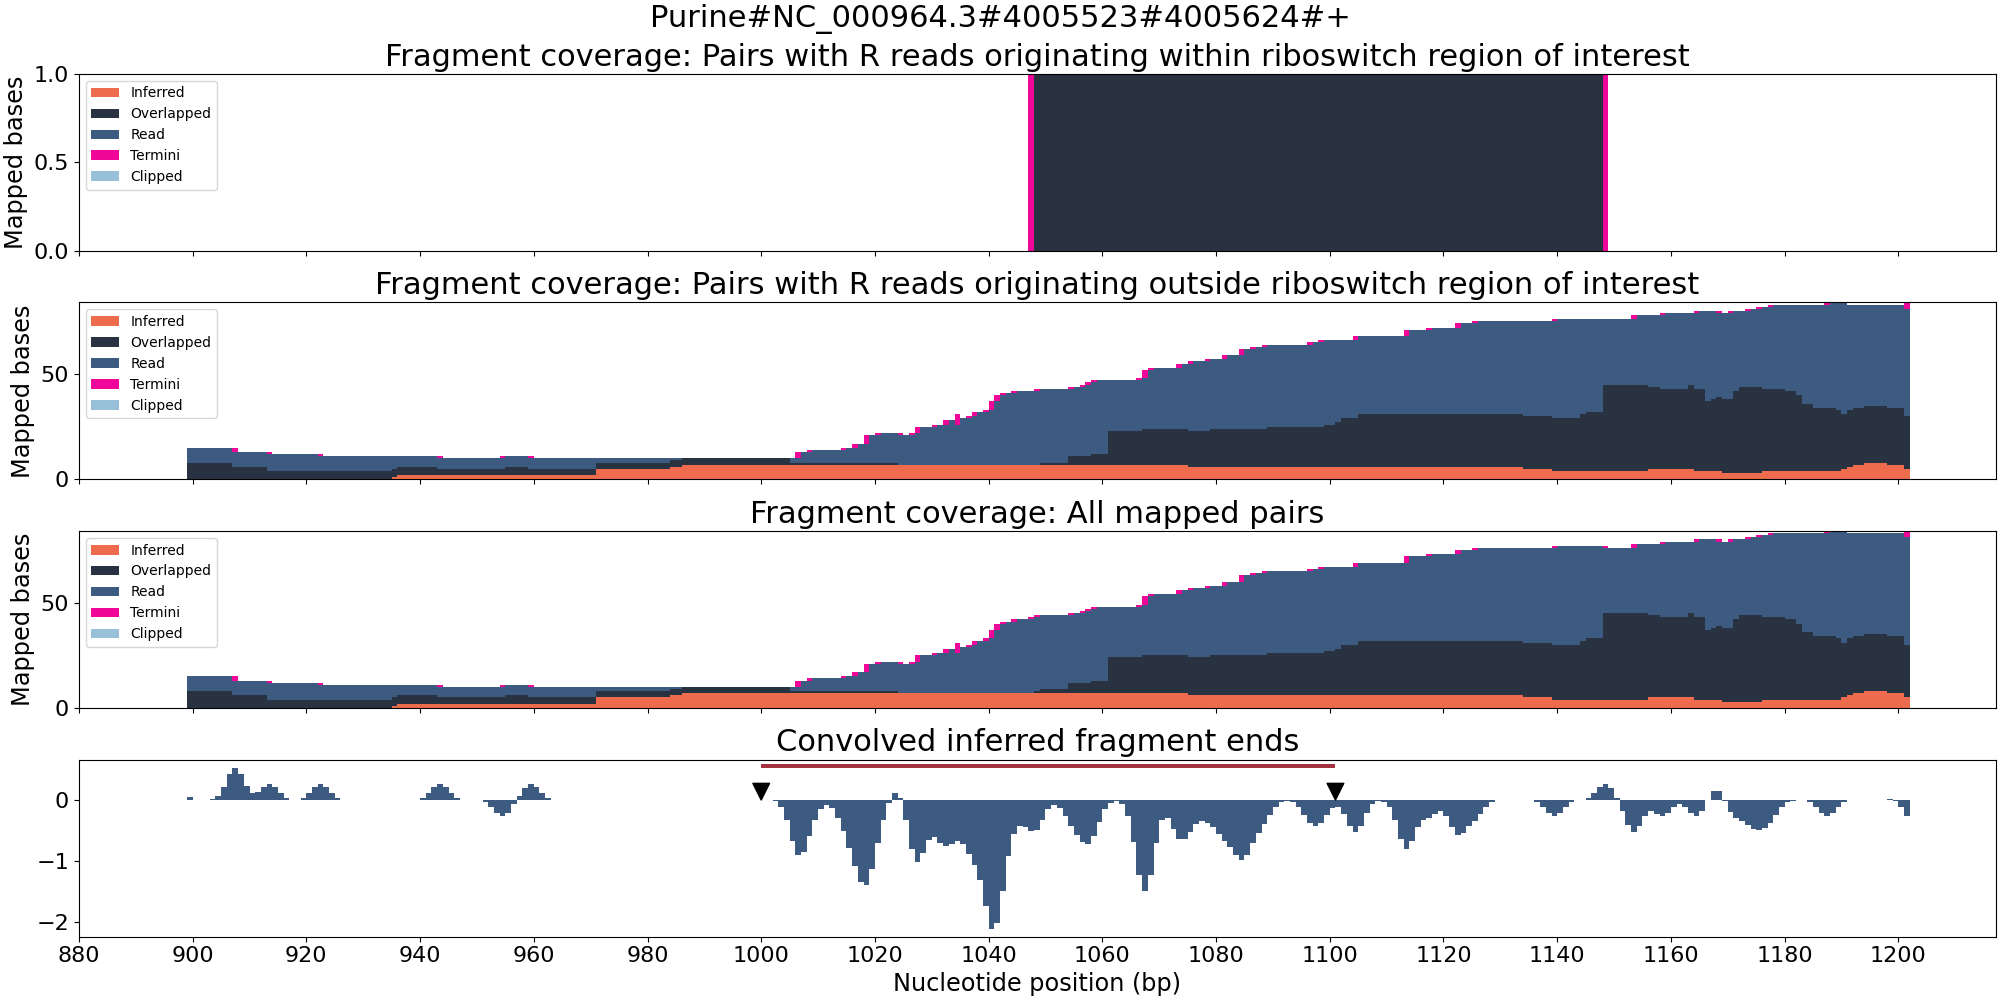 Purine#NC_000964.3#4005523#4005624#+
Fragment coverage: Pairs with R reads originating within riboswitch region of interest
Mapped bases
1.0
0.5
0.0
Inferred
Overlapped
Read
Termini
Clipped
Fragment coverage: Pairs with R reads originating outside riboswitch region of interest
Mapped bases
50
0
Inferred
Overlapped
Read
Termini
Clipped
Fragment coverage: All mapped pairs
Mapped bases
50
0
Inferred
Overlapped
Read
Termini
Clipped
Convolved inferred fragment ends
0
−1
−2
880 900 920 940 960 980 1000 1020 1040 1060 1080 1100 1120 1140 1160 1180 1200
Nucleotide position (bp)